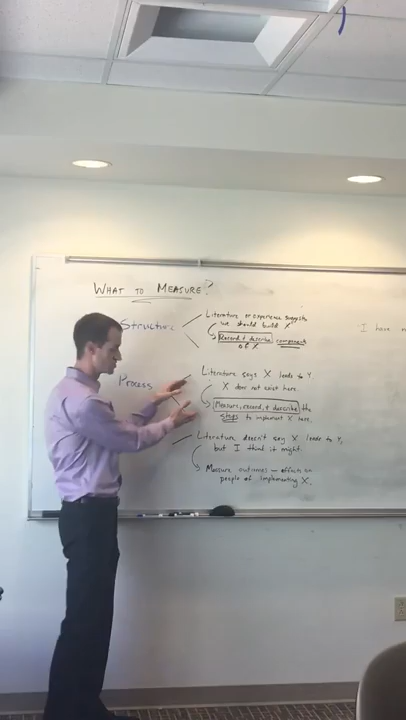 WHAT TO MEASURE?
Structure
Literature or experience suggests
we should build X
Record & describe component
of X
Process
Literature says X leads to Y
X does not exist here.
Measure, record, & describe the
steps to implement X here.
Literature doesn't say X leads to Y,
but I think it might.
Measure outcomes - effects on
people of implementing X.
I have